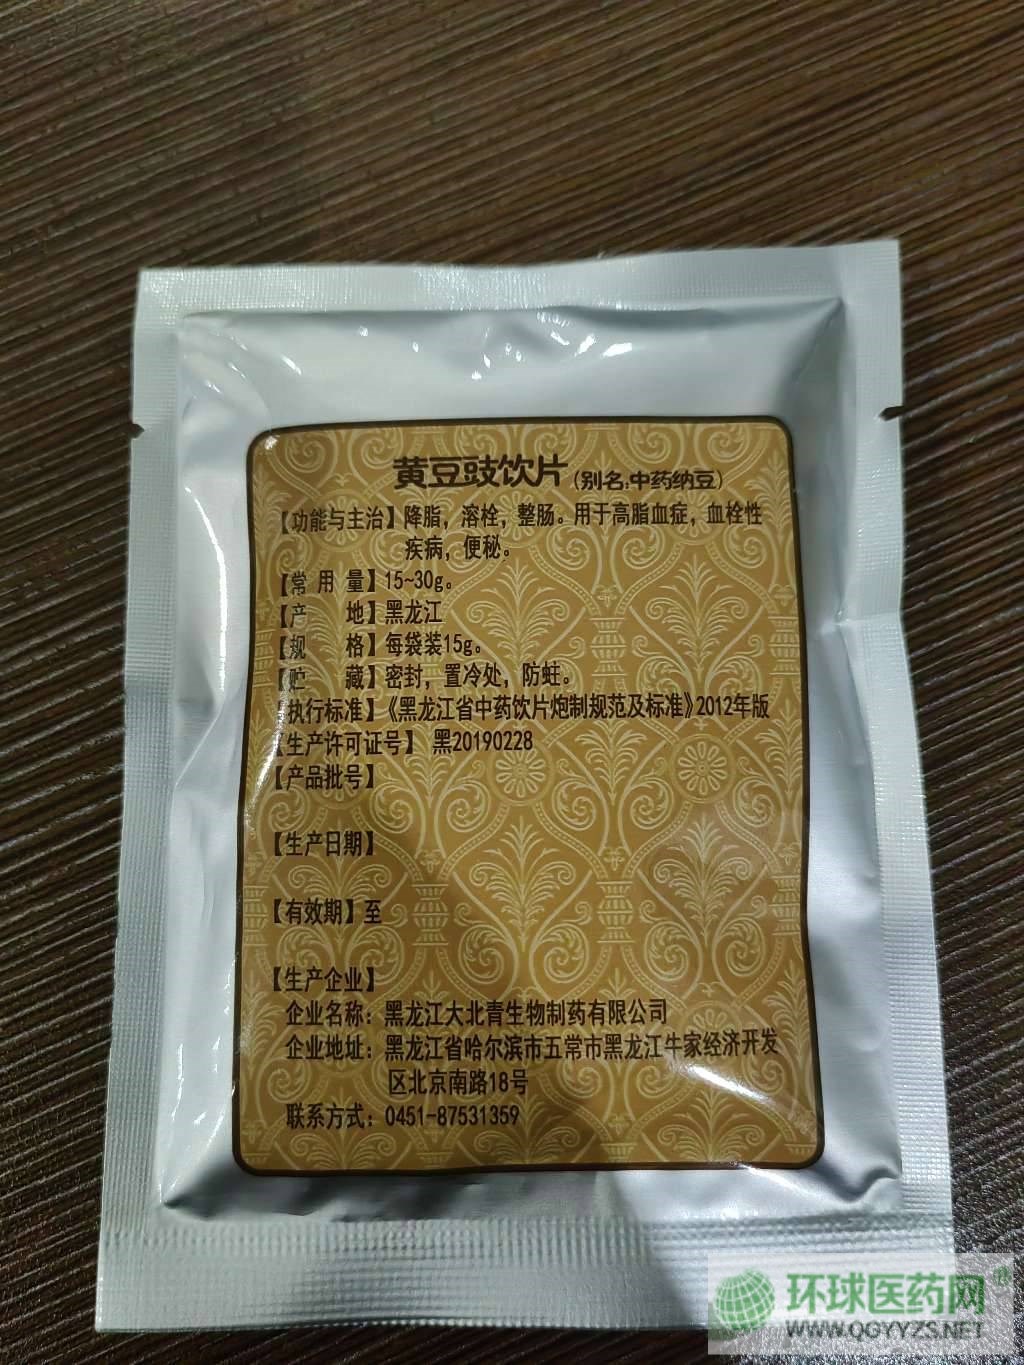 黄豆豉饮片(别名:中药纳豆)
【功能与主治】降脂，溶栓，整肠。用于高脂血症，血栓性
疾病，便秘。
【常用量】15~30g。
【产地】黑龙江
【规格】每袋装15g。
【贮藏】密封，置冷处，防蛀。
【执行标准】《黑龙江省中药饮片炮制规范及标准》2012年版
【生产许可证号】 黑20190228
【产品批号】
【生产日期】
【有效期】至
【生产企业】
企业名称：黑龙江大北青生物制药有限公司
企业地址：黑龙江省哈尔滨市五常市黑龙江牛家经济开发
区北京南路18号
联系方式：0451-87531359
环球医药网
WWW.QGYYZS.NET